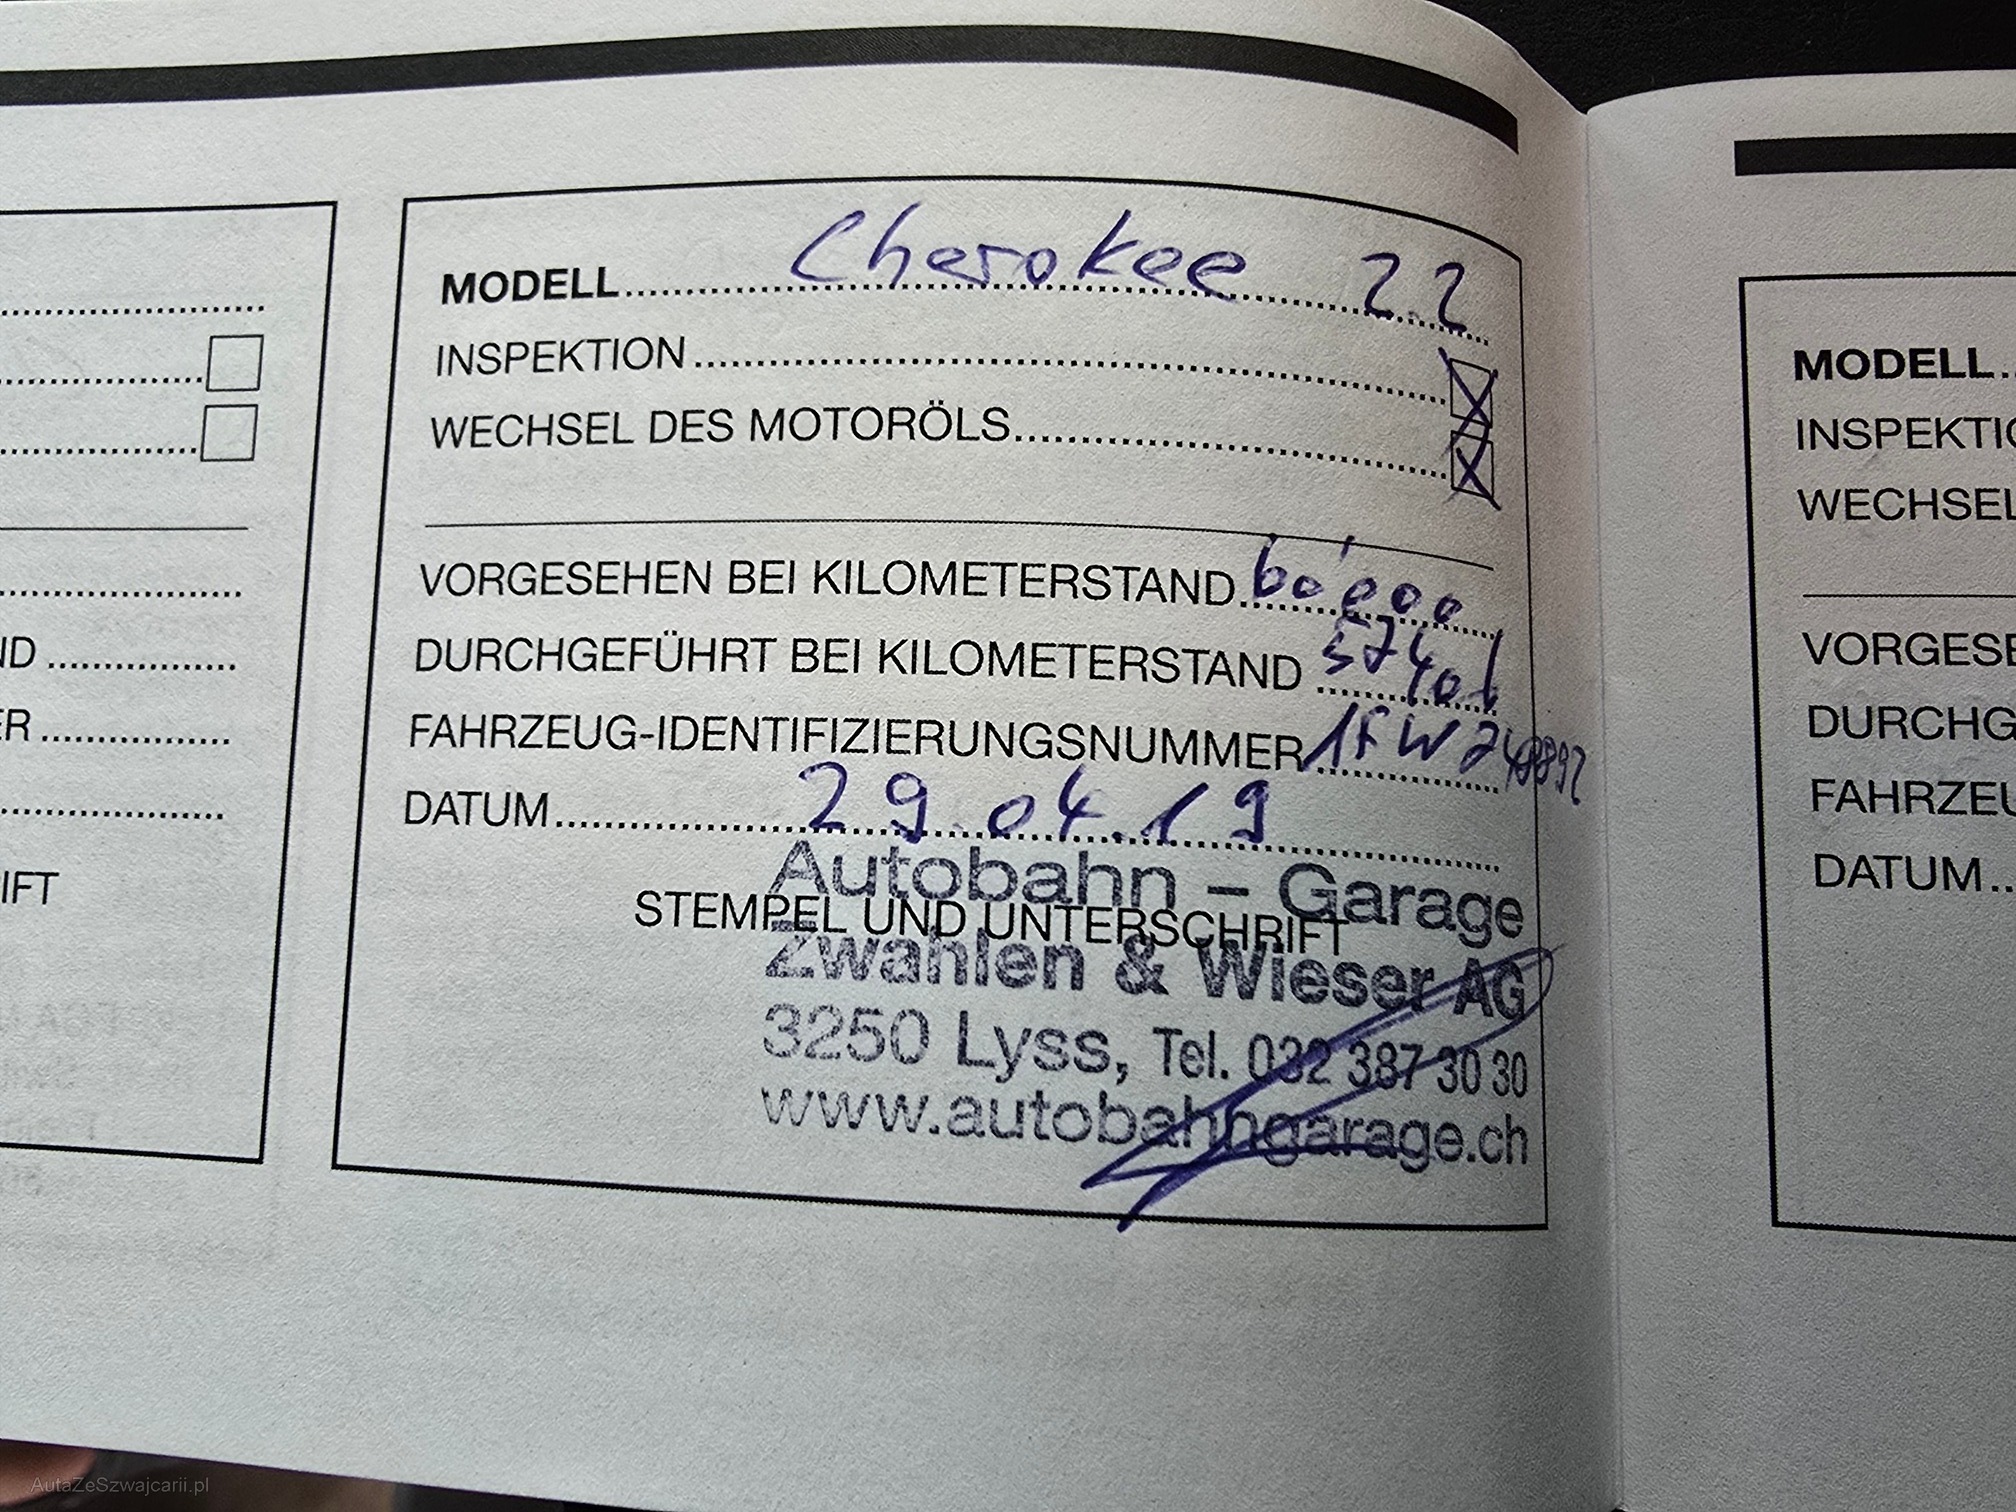 MODELL Cherokee 2.2
INSPEKTION X
WECHSEL DES MOTORÖLS X
VORGESEHEN BEI KILOMETERSTAND 60'000
DURCHGEFÜHRT BEI KILOMETERSTAND 57401
FAHRZEUG-IDENTIFIZIERUNGSNUMMER
DATUM 29.04.19
STEMPEL UND UNTERSCHRIFT
Autobahn – Garage
Zwahlen & Wieser AG
3250 Lyss, Tel. 032 387 30 30
www.autobahngarage.ch
MODELL
INSPEKTIO
WECHSEL
VORGESE
DURCHG
FAHRZEU
DATUM
ND
ER
IFT
AutaZeSzwajcarii.pl